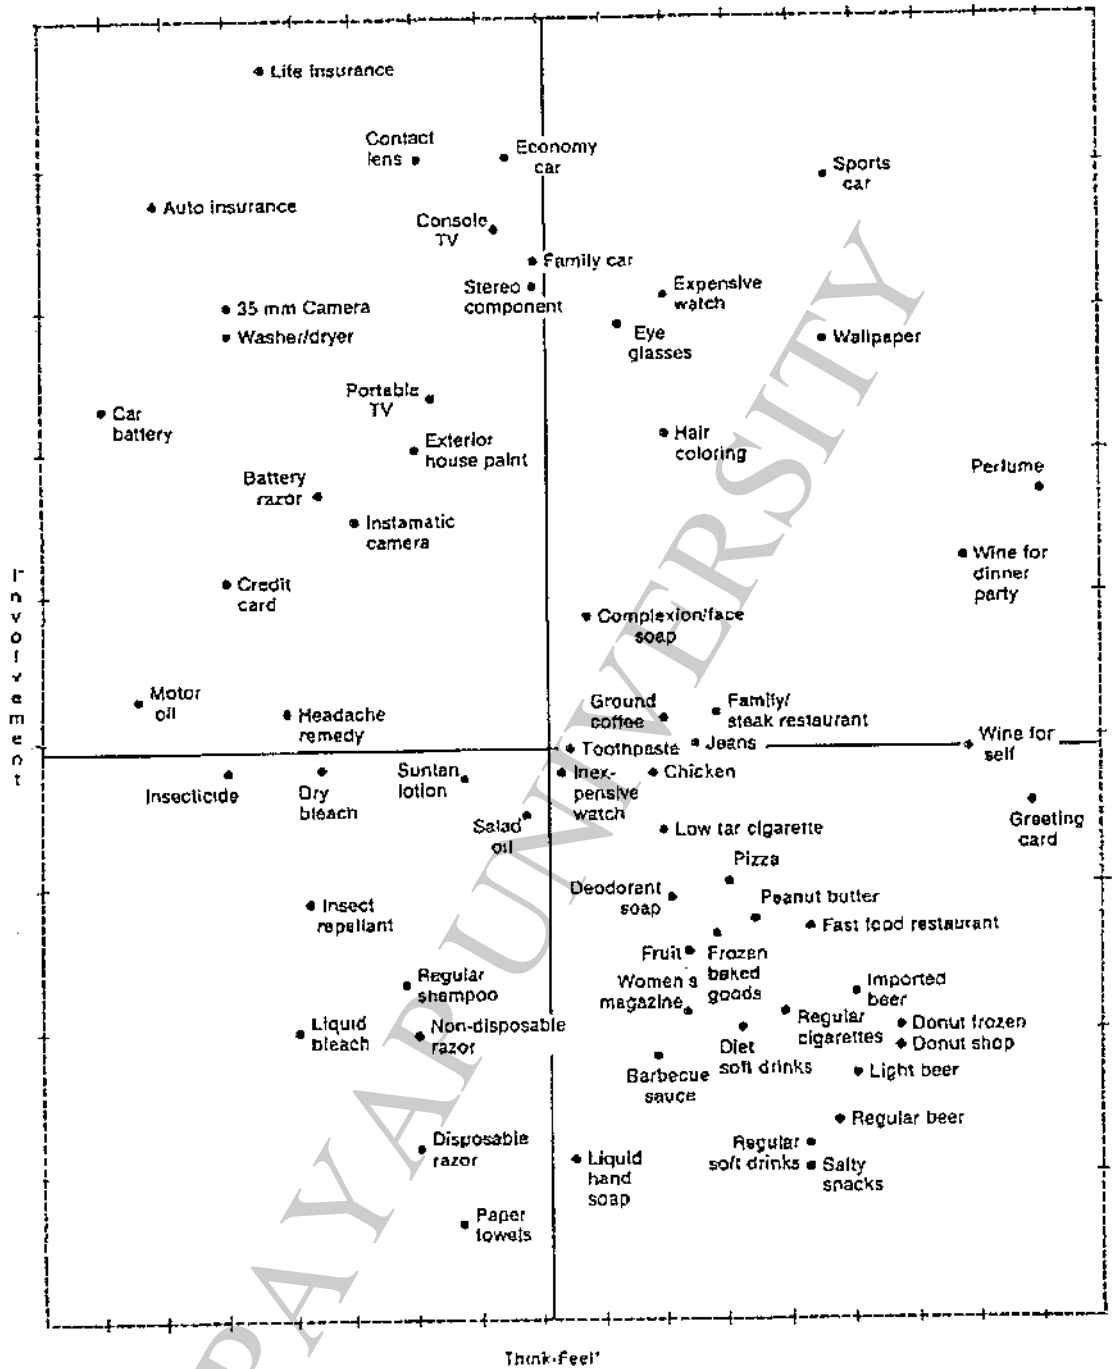 Life insurance
Contact
lens
Economy
car
Sports
car
Auto insurance
Console
TV
Family car
Stereo
component
Expensive
watch
35 mm Camera
Washer/dryer
Eye
glasses
Wallpaper
Portable
TV
Car
battery
Exterior
house paint
Hair
coloring
Battery
razor
Perfume
Instamatic
camera
Wine for
dinner
party
Credit
card
Complexion/face
soap
Involvement
Motor
oil
Headache
remedy
Ground
coffee
Family/
steak restaurant
Toothpaste
Jeans
Wine for
self
Insecticide
Dry
bleach
Suntan
lotion
Inex-
pensive
watch
Chicken
Salad
oil
Low tar cigarette
Greeting
card
Pizza
Deodorant
soap
Peanut butter
Insect
repellant
Fast food restaurant
Fruit
Frozen
baked
goods
Regular
shampoo
Women's
magazine
Imported
beer
Liquid
bleach
Non-disposable
razor
Diet
soft drinks
Regular
cigarettes
Donut frozen
Donut shop
Barbecue
sauce
Light beer
Regular beer
Disposable
razor
Liquid
hand
soap
Regular
soft drinks
Salty
snacks
Paper
towels
Think-Feel*
PAYAP UNIVERSITY